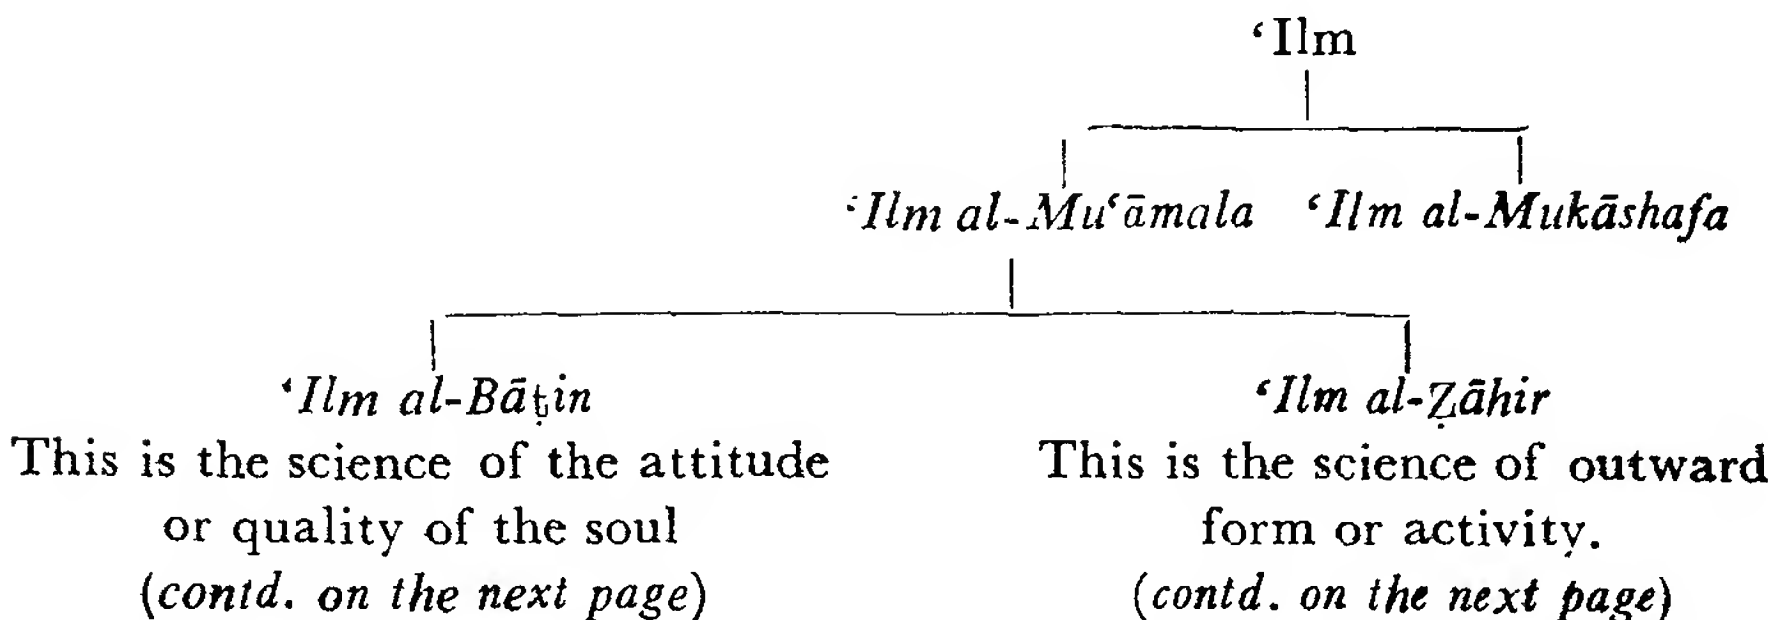 ‘Ilm
‘Ilm al-Mu‘āmala ‘Ilm al-Mukāshafa
‘Ilm al-Bāṭin ‘Ilm al-Ẓāhir
This is the science of the attitude This is the science of outward
or quality of the soul form or activity.
(contd. on the next page) (contd. on the next page)